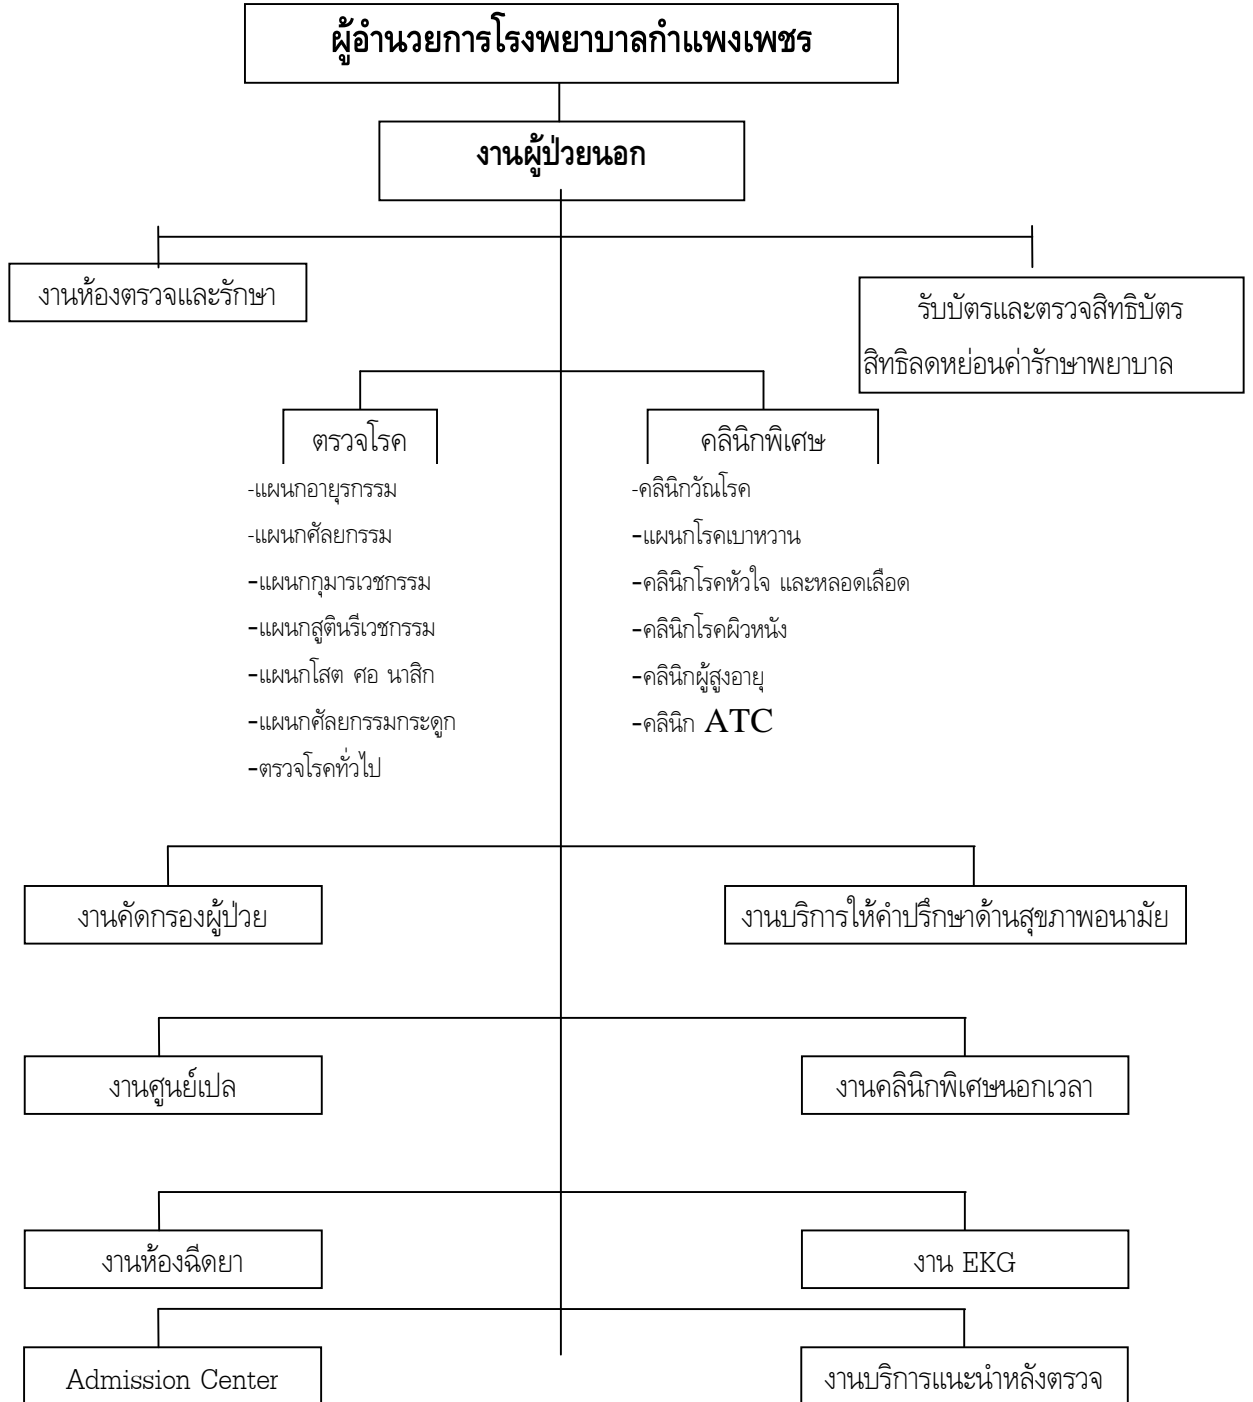 ผู้อำนวยการโรงพยาบาลกำแพงเพชร
งานผู้ป่วยนอก
งานห้องตรวจและรักษา
รับบัตรและตรวจสิทธิบัตร
สิทธิลดหย่อนค่ารักษาพยาบาล
ตรวจโรค
-แผนกอายุรกรรม
-แผนกศัลยกรรม
-แผนกกุมารเวชกรรม
-แผนกสูตินรีเวชกรรม
-แผนกโสต ศอ นาสิก
-แผนกศัลยกรรมกระดูก
-ตรวจโรคทั่วไป
คลินิกพิเศษ
-คลินิกวัณโรค
-แผนกโรคเบาหวาน
-คลินิกโรคหัวใจ และหลอดเลือด
-คลินิกโรคผิวหนัง
-คลินิกผู้สูงอายุ
-คลินิก ATC
งานคัดกรองผู้ป่วย
งานบริการให้คำปรึกษาด้านสุขภาพอนามัย
งานศูนย์เปล
งานคลินิกพิเศษนอกเวลา
งานห้องฉีดยา
งาน EKG
Admission Center
งานบริการแนะนำหลังตรวจ